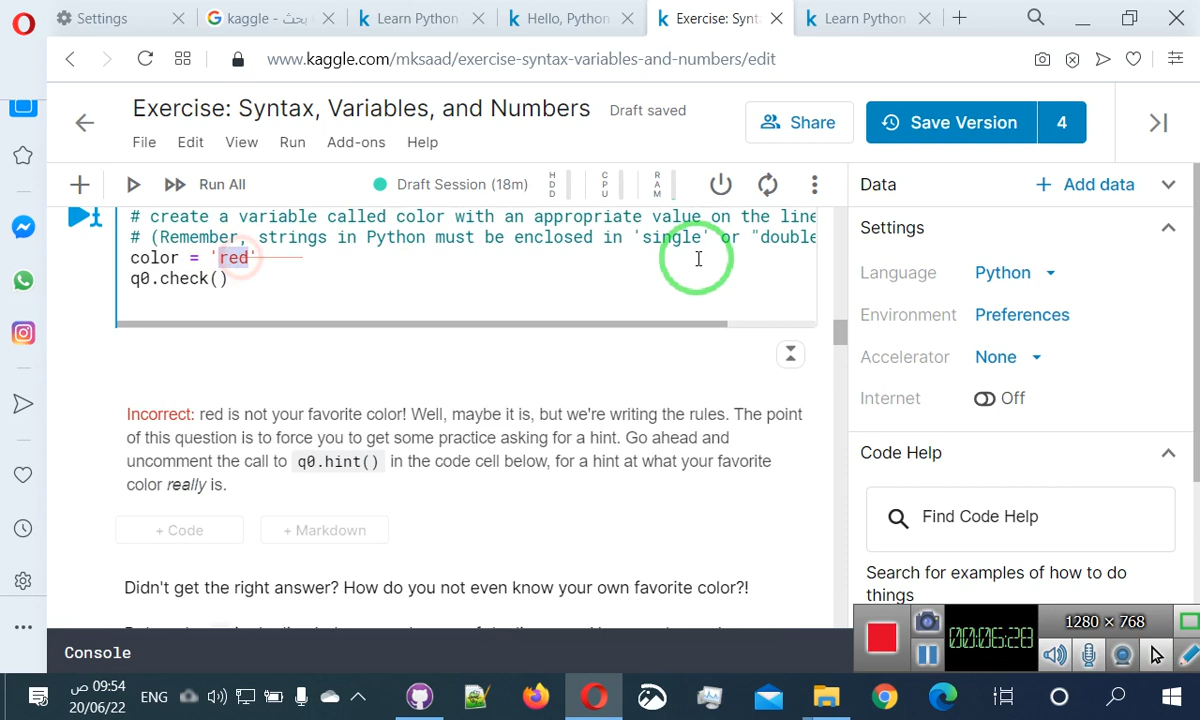 Settings
kaggle - بحث
Learn Python
Hello, Python
Exercise: Synt
Learn Python
www.kaggle.com/mksaad/exercise-syntax-variables-and-numbers/edit
Exercise: Syntax, Variables, and Numbers
Draft saved
File Edit View Run Add-ons Help
Share
Save Version
4
Run All
Draft Session (18m)
HDD
CPU
RAM
# create a variable called color with an appropriate value on the line
# (Remember, strings in Python must be enclosed in 'single' or "double
color = 'red'
q0.check()
Incorrect: red is not your favorite color! Well, maybe it is, but we're writing the rules. The point
of this question is to force you to get some practice asking for a hint. Go ahead and
uncomment the call to q0.hint() in the code cell below, for a hint at what your favorite
color really is.
+ Code
+ Markdown
Didn't get the right answer? How do you not even know your own favorite color?!
Console
Data
+ Add data
Settings
Language Python
Environment Preferences
Accelerator None
Internet Off
Code Help
Find Code Help
Search for examples of how to do
things
1280 × 768
00:06:28
09:54 ص
20/06/22
ENG